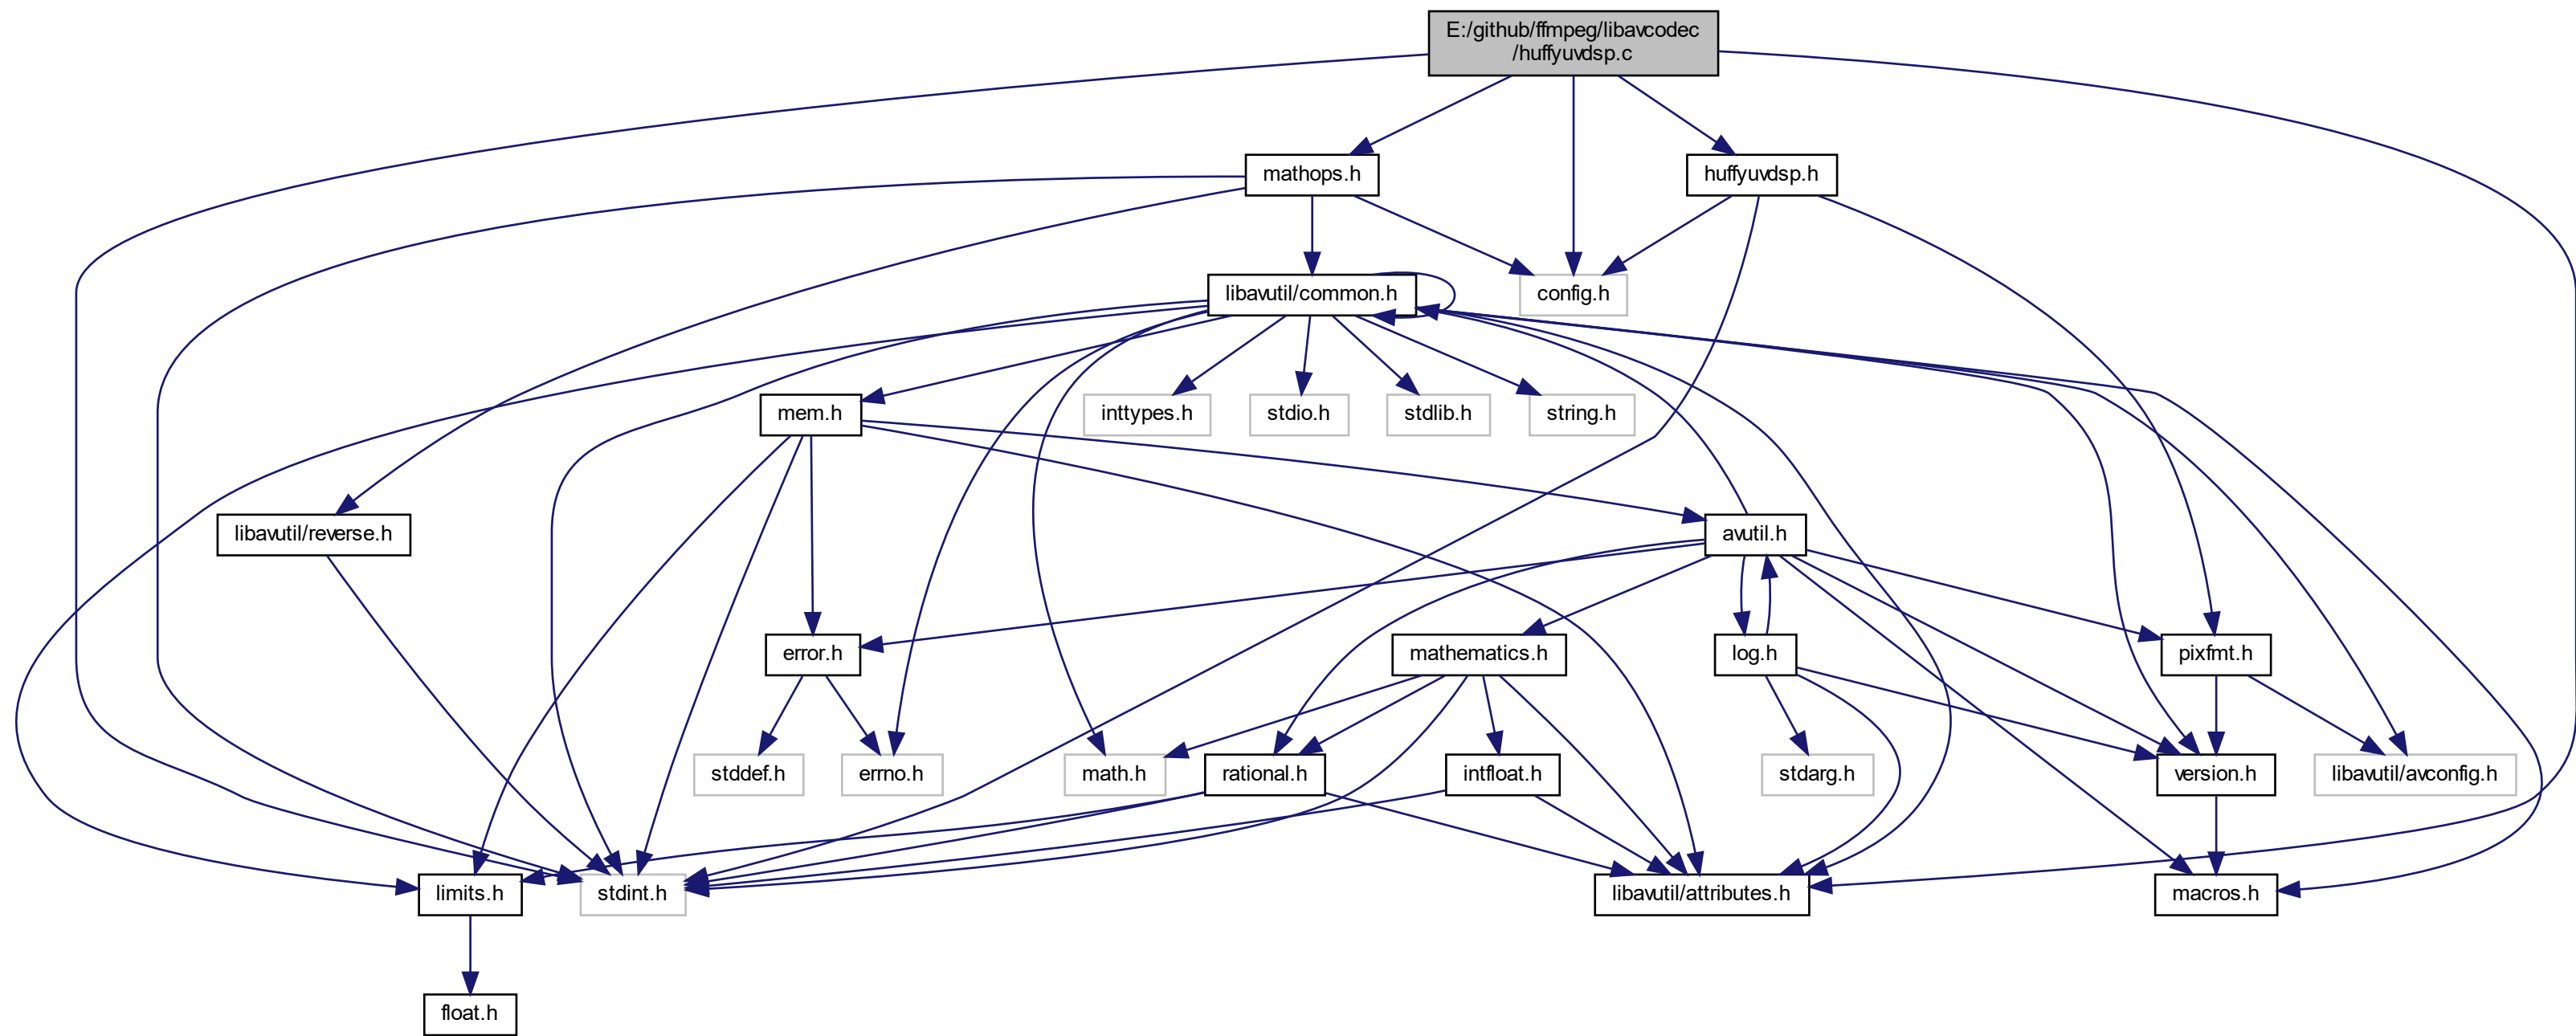 E:/github/ffmpeg/libavcodec
/huffyuvdsp.c
mathops.h
huffyuvdsp.h
libavutil/common.h
config.h
mem.h
inttypes.h
stdio.h
stdlib.h
string.h
libavutil/reverse.h
avutil.h
error.h
mathematics.h
log.h
pixfmt.h
stddef.h
errno.h
math.h
rational.h
intfloat.h
stdarg.h
version.h
libavutil/avconfig.h
limits.h
stdint.h
libavutil/attributes.h
macros.h
float.h